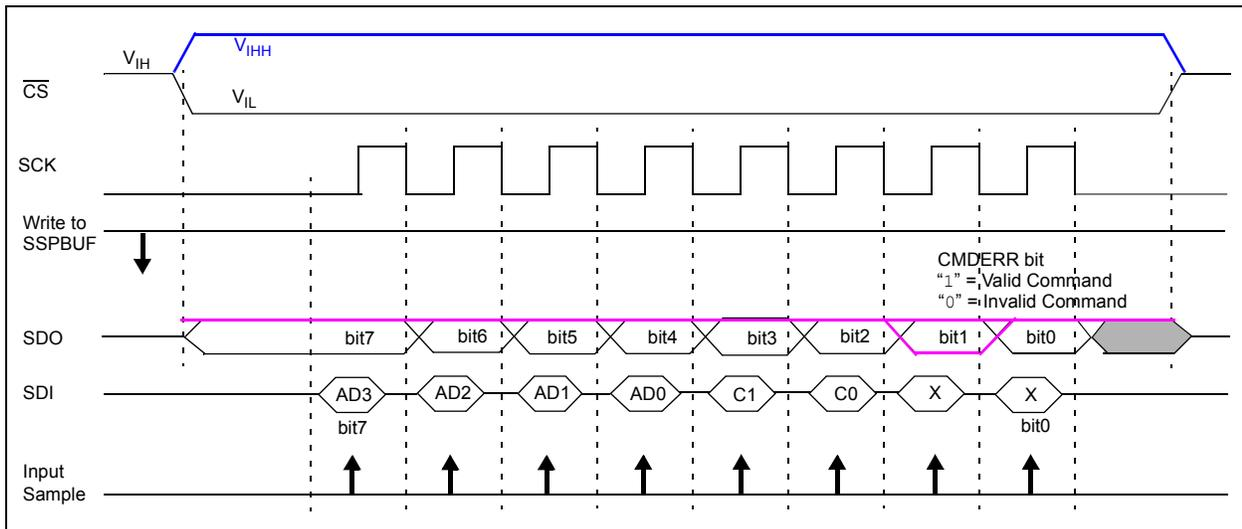 V_IHH
V_IH
CS
V_IL
SCK
Write to
SSPBUF
CMDERR bit
“1” = Valid Command
“0” = Invalid Command
SDO bit7 bit6 bit5 bit4 bit3 bit2 bit1 bit0
SDI AD3 AD2 AD1 AD0 C1 C0 X X
bit7 bit0
Input
Sample